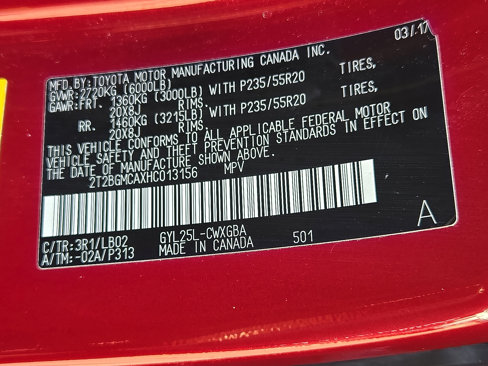 03/17
MFD.BY:TOYOTA MOTOR MANUFACTURING CANADA INC.
GVWR:2720KG (6000LB)
GAWR:FRT. 1360KG (3000LB) WITH P235/55R20 TIRES,
20X8J RIMS.
RR. 1460KG (3215LB) WITH P235/55R20 TIRES,
20X8J RIMS.
THIS VEHICLE CONFORMS TO ALL APPLICABLE FEDERAL MOTOR
VEHICLE SAFETY AND THEFT PREVENTION STANDARDS IN EFFECT ON
THE DATE OF MANUFACTURE SHOWN ABOVE.
2T2BGMCAXHC013156 MPV
C/TR:3R1/LB02 GYL25L-CWXGBA A
A/TM:-02A/P313 MADE IN CANADA 501